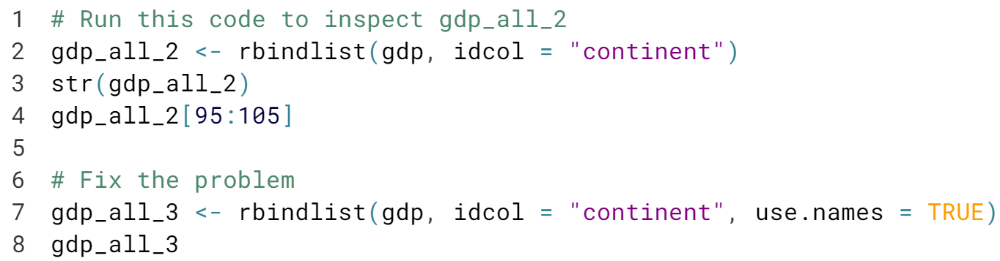 1 # Run this code to inspect gdp_all_2
2 gdp_all_2 <- rbindlist(gdp, idcol = "continent")
3 str(gdp_all_2)
4 gdp_all_2[95:105]
5
6 # Fix the problem
7 gdp_all_3 <- rbindlist(gdp, idcol = "continent", use.names = TRUE)
8 gdp_all_3